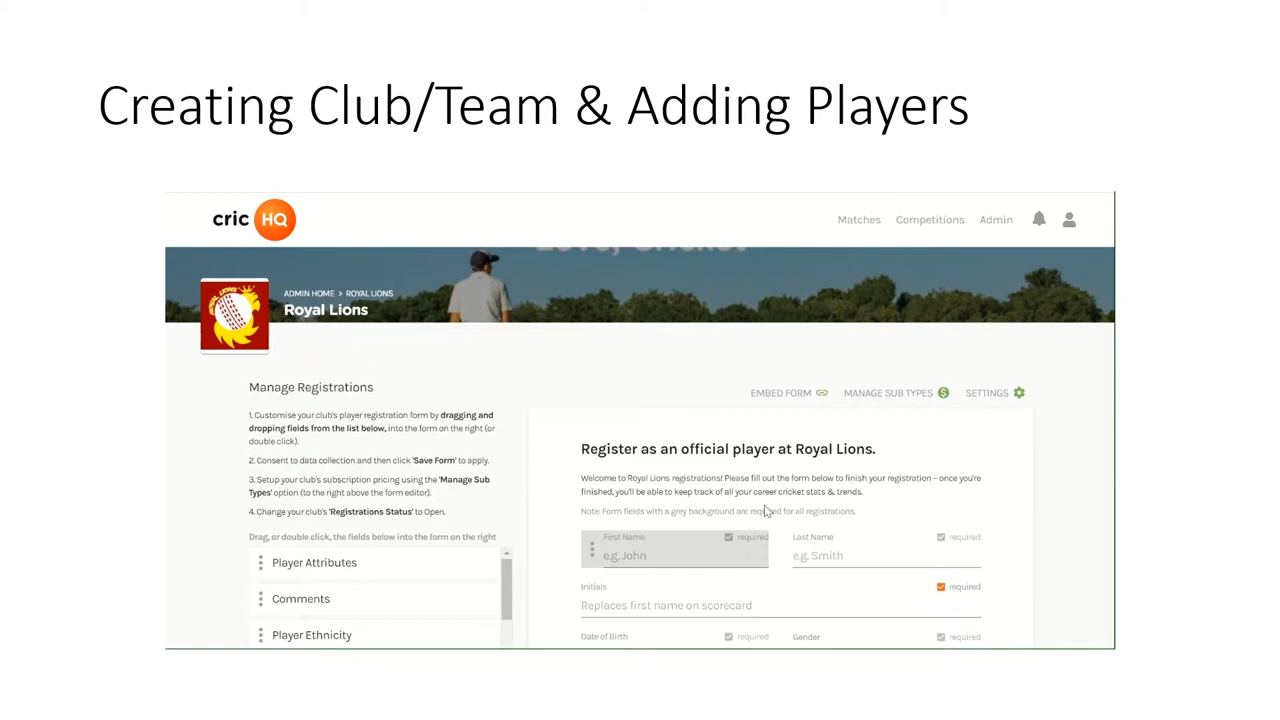 Creating Club/Team & Adding Players
cric HQ
Matches Competitions Admin
Love, Cricket
ROYAL LIONS
ADMIN HOME > ROYAL LIONS
Royal Lions
Manage Registrations
1. Customise your club's player registration form by dragging and
dropping fields from the list below, into the form on the right (or
double click).
2. Consent to data collection and then click 'Save Form' to apply.
3. Setup your club's subscription pricing using the 'Manage Sub
Types' option (to the right above the form editor).
4. Change your club's 'Registrations Status' to Open.
Drag, or double click, the fields below into the form on the right
Player Attributes
Comments
Player Ethnicity
EMBED FORM MANAGE SUB TYPES SETTINGS
Register as an official player at Royal Lions.
Welcome to Royal Lions registrations! Please fill out the form below to finish your registration – once you're
finished, you'll be able to keep track of all your career cricket stats & trends.
Note: Form fields with a grey background are required for all registrations.
First Name required Last Name required
e.g. John e.g. Smith
Initials required
Replaces first name on scorecard
Date of Birth required Gender required